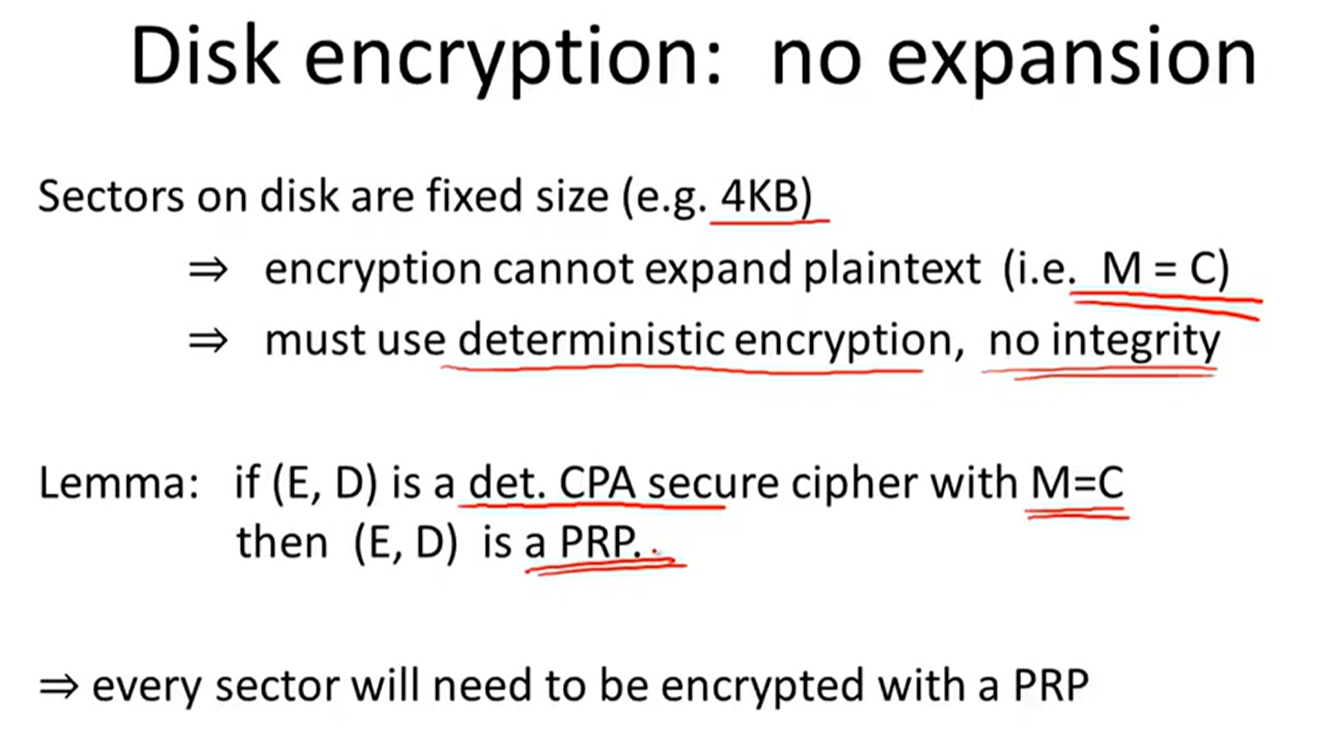 Disk encryption: no expansion
Sectors on disk are fixed size (e.g. 4KB)
⇒ encryption cannot expand plaintext (i.e. M = C)
⇒ must use deterministic encryption, no integrity
Lemma: if (E, D) is a det. CPA secure cipher with M=C
then (E, D) is a PRP.
⇒ every sector will need to be encrypted with a PRP